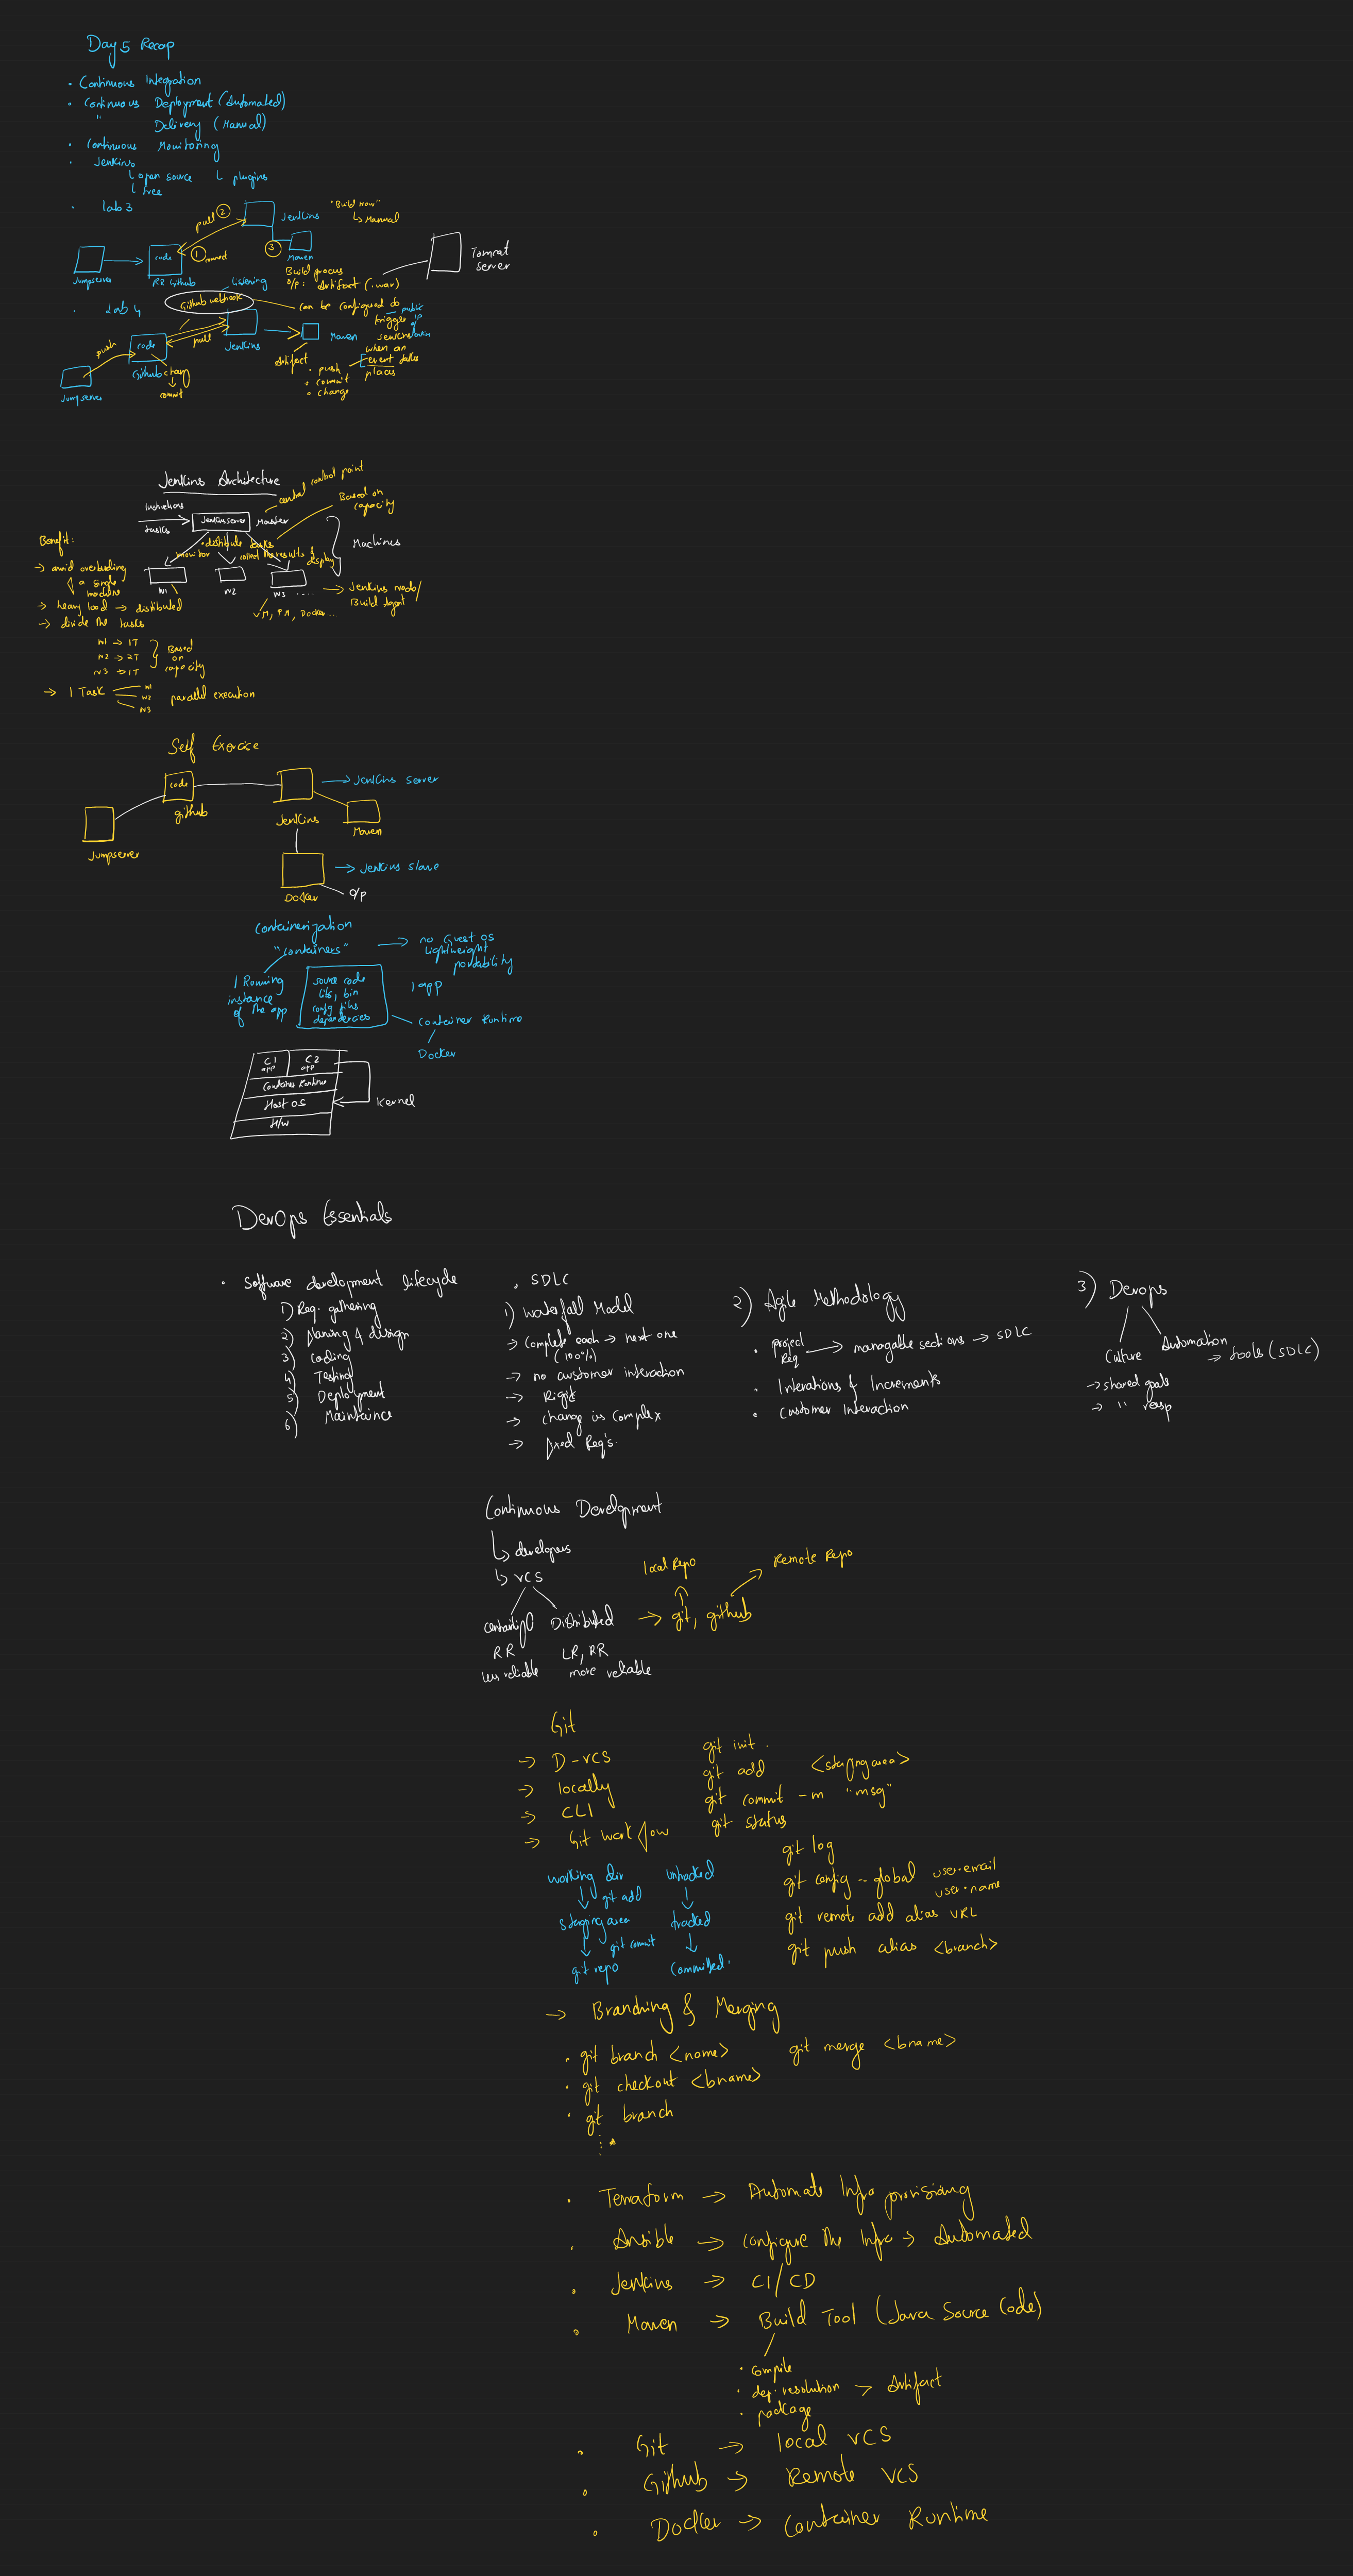 Day 5 Recap
• Continuous Integration
• Continuous Deployment (Automated)
" Delivery (Manual)
• Continuous Monitoring
• Jenkins
open source plugins
free
• lab 3
pull ②
Jenkins
"Build Now"
Manual
① connect
③
Maven
code
Jumpserver
RR Github
Build process
O/P: Artifact (.war)
Tomcat
server
listening
• Lab 4
Github webhook
can be configured to
trigger
Jenkins
when an
event takes
place
public
IP
push
code
pull
Jenkins
Maven
Artifact
• push
• commit
• change
Github
commit
Jumpserver
Jenkins Architecture
central control point
Instructions
tasks
Jenkins server
Master
Based on
capacity
• distribute tasks
monitor
collect the results &
display
Machines
N1
N2
N3 ....
Jenkins node/
Build Agent
VM, PM, Docker...
Benefit:
→ avoid overloading
of a single
machine
→ heavy load → distributed
→ divide the tasks
N1 → 1T
N2 → 2T
N3 → 1T
Based
on
capacity
→ 1 Task
N1
N2
N3
parallel execution
Self Exercise
code
github
Jenkins
→ Jenkins server
Maven
Jumpserver
Docker
→ Jenkins slave
O/P
Containerization
"containers"
→ no Guest OS
lightweight
portability
1 Running
instance
of the app
source code
libs, bin
config files
dependencies
1 app
Container Runtime
Docker
C1
app
C2
app
Container Runtime
Host OS
H/w
Kernel
DevOps Essentials
• Software development lifecycle
1) Req. gathering
2) planing & design
3) coding
4) Testing
5) Deployment
6) Maintaince
• SDLC
1) Waterfall Model
→ Complete each → next one
(100%)
→ no customer interaction
→ Rigit
→ change is complex
→ fixed Req's.
2) Agile Methodology
• project
Req → managable sections → SDLC
• Interations & Increments
• Customer Interaction
3) Devops
Culture
Automation
→ tools (SDLC)
→ shared goals
→ " resp
Continuous Development
developers
VCS
Distributed
RR
less reliable
LR, RR
more reliable
→ git, github
local Repo
Remote Repo
Git
→ D-VCS
→ locally
→ CLI
→ Git work flow
git init .
git add <staging area>
git commit -m "msg"
git status
git log
git config --global user.email
user.name
git remote add alias URL
git push alias <branch>
working dir
git add
staging area
git commit
git repo
untracked
tracked
committed.
→ Branching & Merging
• git branch <name>
• git checkout <bname>
• git branch
git merge <bname>
• Terraform → Automate Infra provisiong
• Ansible → configure the Infra → Automated
• Jenkins → CI/CD
• Maven → Build Tool (Java Source Code)
• compile
• dep. resolution → Artifact
• package
• Git → local VCS
• Github → Remote VCS
• Docker → Container Runtime